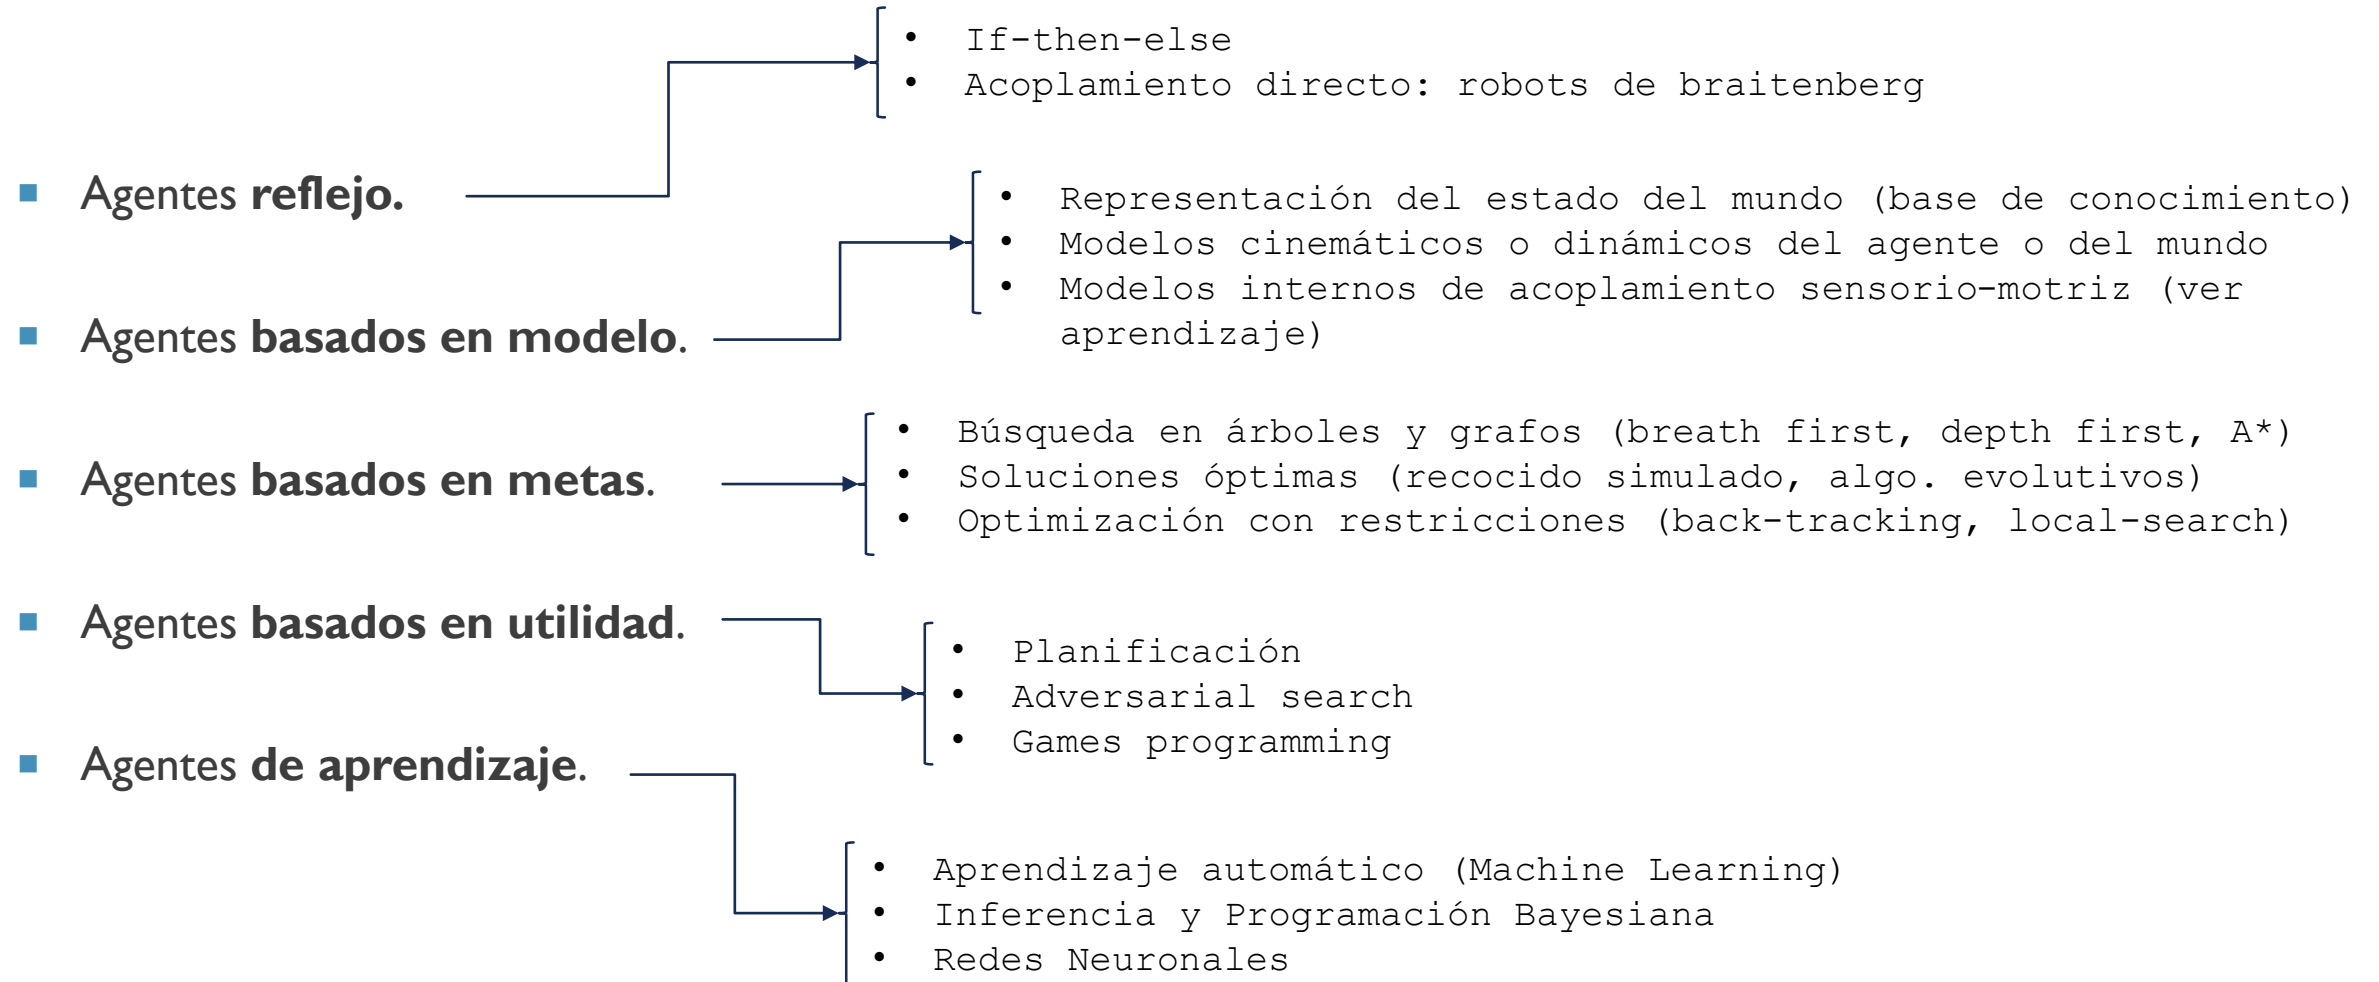 • If-then-else
• Acoplamiento directo: robots de braitenberg
▪ Agentes reflejo.
• Representación del estado del mundo (base de conocimiento)
• Modelos cinemáticos o dinámicos del agente o del mundo
• Modelos internos de acoplamiento sensorio-motriz (ver
aprendizaje)
▪ Agentes basados en modelo.
• Búsqueda en árboles y grafos (breath first, depth first, A*)
• Soluciones óptimas (recocido simulado, algo. evolutivos)
• Optimización con restricciones (back-tracking, local-search)
▪ Agentes basados en metas.
▪ Agentes basados en utilidad.
• Planificación
• Adversarial search
• Games programming
▪ Agentes de aprendizaje.
• Aprendizaje automático (Machine Learning)
• Inferencia y Programación Bayesiana
• Redes Neuronales